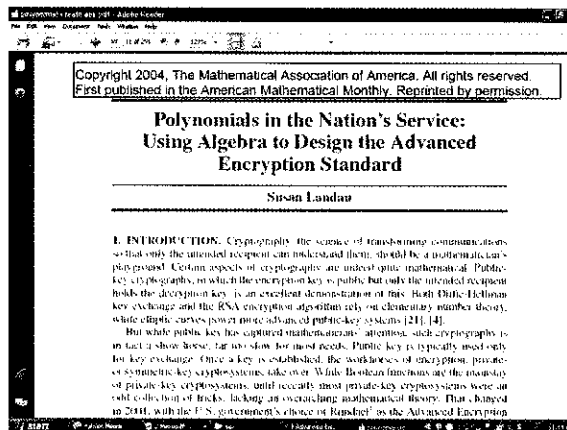 Adobe Reader
File Edit View Document Tools Window Help
Copyright 2004, The Mathematical Association of America. All rights reserved.
First published in the American Mathematical Monthly. Reprinted by permission.
Polynomials in the Nation's Service:
Using Algebra to Design the Advanced
Encryption Standard
Susan Landau
1. INTRODUCTION. Cryptography, the science of transforming communications
so that only the intended recipient can understand them, should be a mathematician's
playground. Certain aspects of cryptography are indeed quite mathematical. Public-
key cryptography, in which the encryption key is public but only the intended recipient
holds the decryption key, is an excellent demonstration of this. Both Diffie-Hellman
key exchange and the RSA encryption algorithm rely on elementary number theory,
while elliptic curves power more advanced public-key systems [21], [4].
But while public key has captured mathematicians' attention, such cryptography is
in fact a show horse, far too slow for most needs. Public key is typically used only
for key exchange. Once a key is established, the workhorses of encryption, private-
or symmetric-key cryptosystems, take over. While Boolean functions are the mainstay
of private-key cryptosystems, until recently most private-key cryptosystems were an
odd collection of tricks, lacking an overarching mathematical theory. That changed
in 2001, with the U.S. government's choice of Rijndael as the Advanced Encryption
start